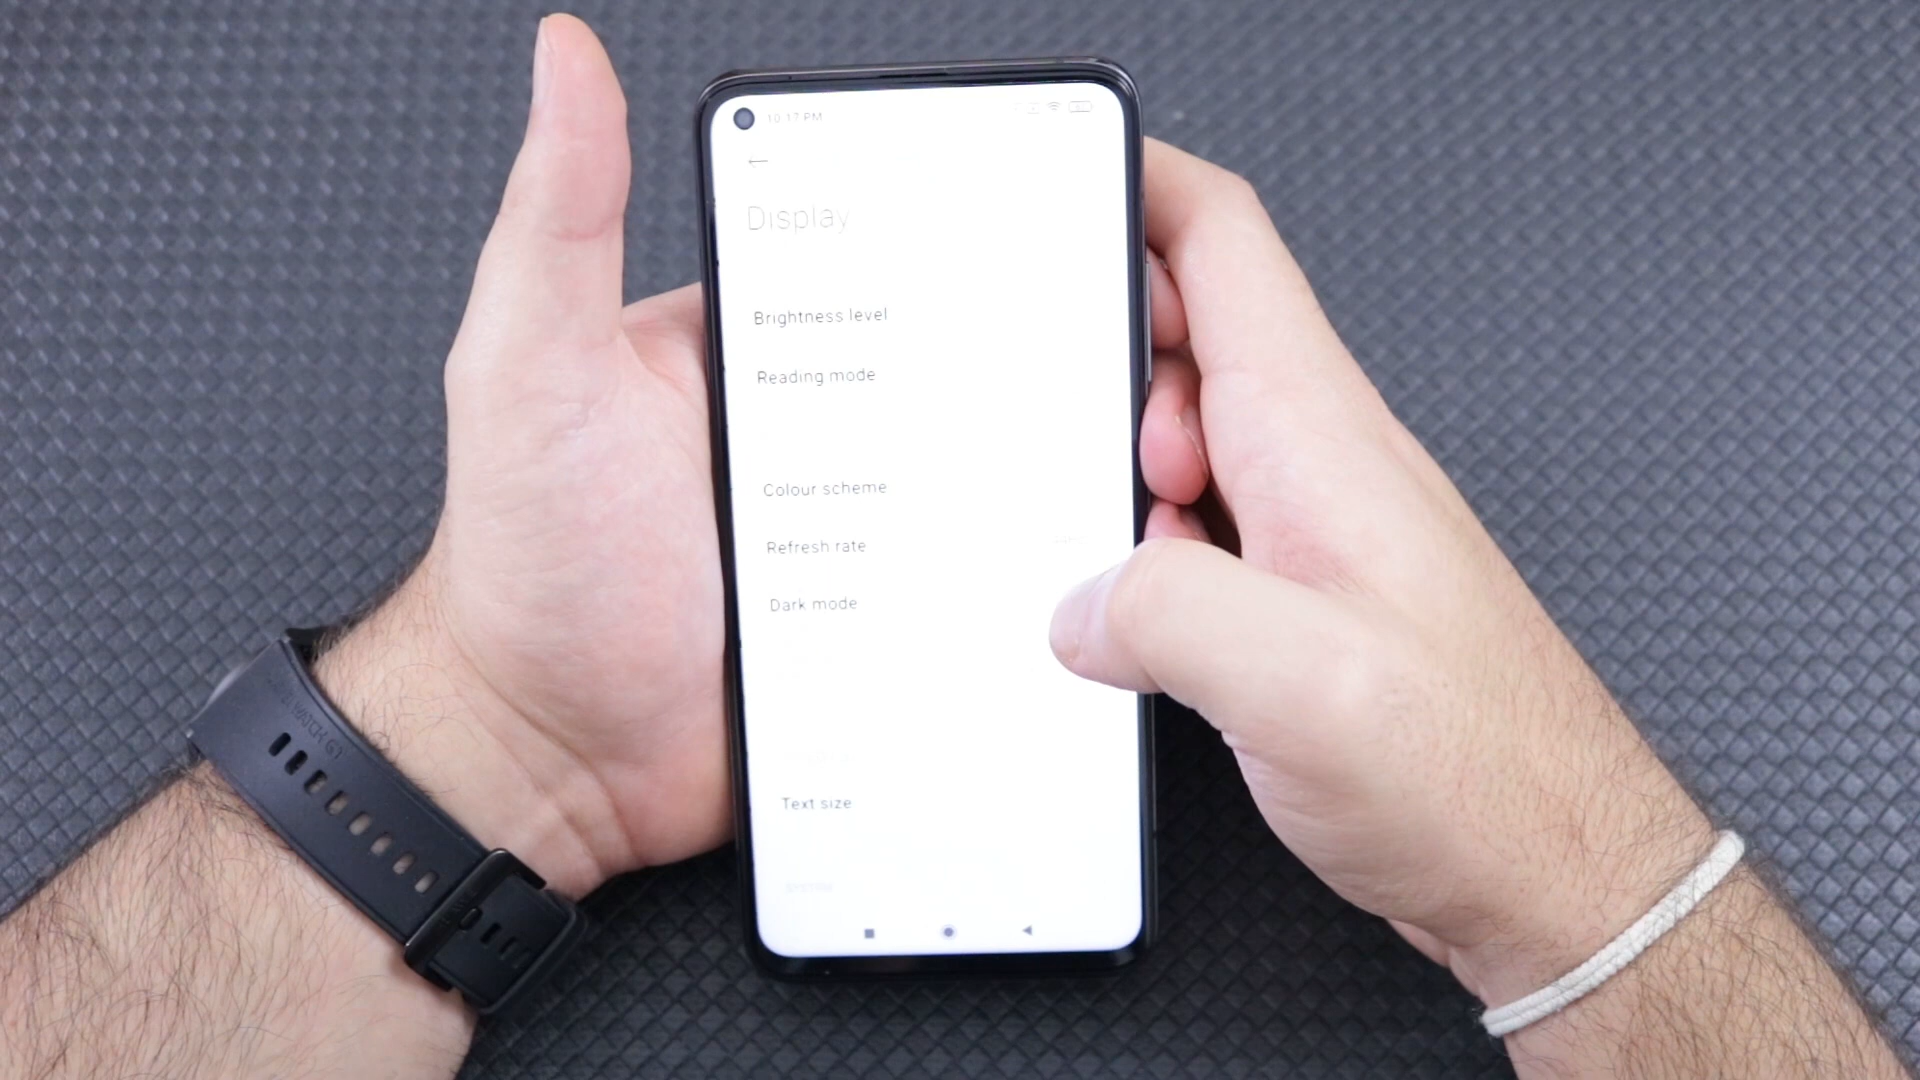 10:17 PM
Display
Brightness level
Reading mode
Colour scheme
Refresh rate
Dark mode
Text size